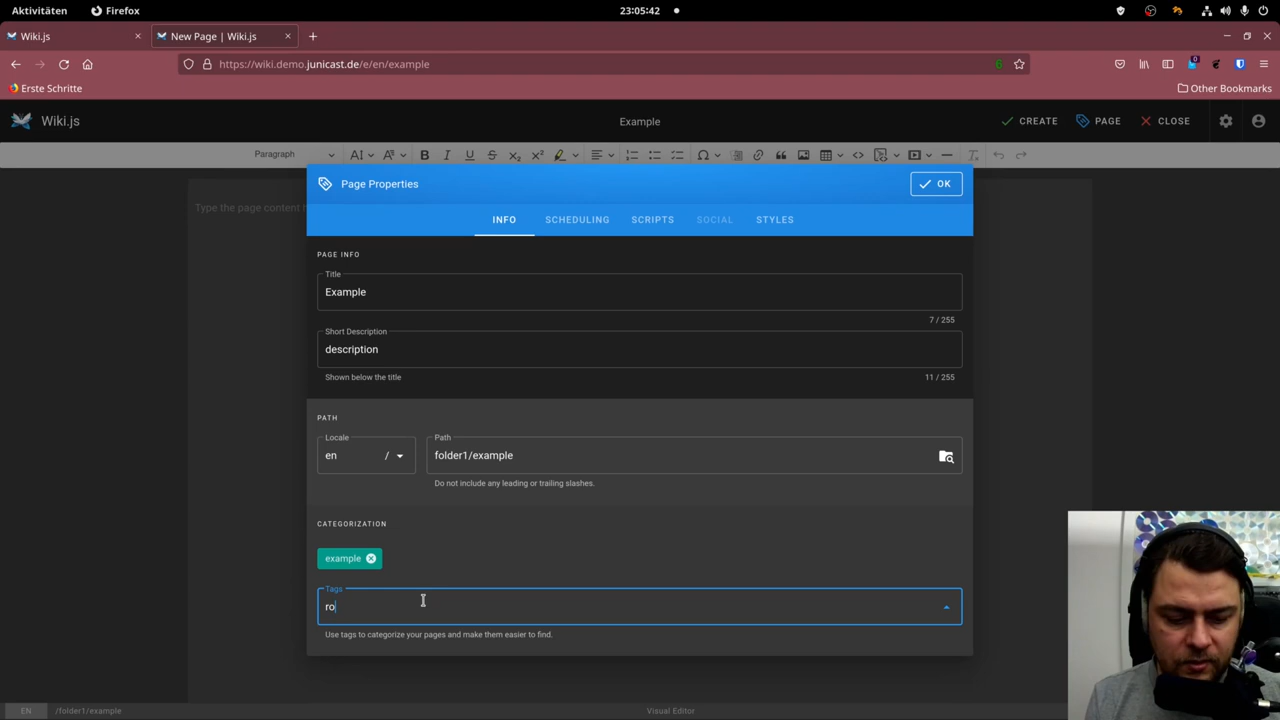 Aktivitäten Firefox 23:05:42
Wiki.js New Page | Wiki.js
https://wiki.demo.junicast.de/e/en/example
Erste Schritte Other Bookmarks
Wiki.js Example CREATE PAGE CLOSE
Paragraph
Type the page content h
Page Properties OK
INFO SCHEDULING SCRIPTS SOCIAL STYLES
PAGE INFO
Title
Example
7 / 255
Short Description
description
Shown below the title 11 / 255
PATH
Locale Path
en / folder1/example
Do not include any leading or trailing slashes.
CATEGORIZATION
example
Tags
ro
Use tags to categorize your pages and make them easier to find.
EN /folder1/example Visual Editor